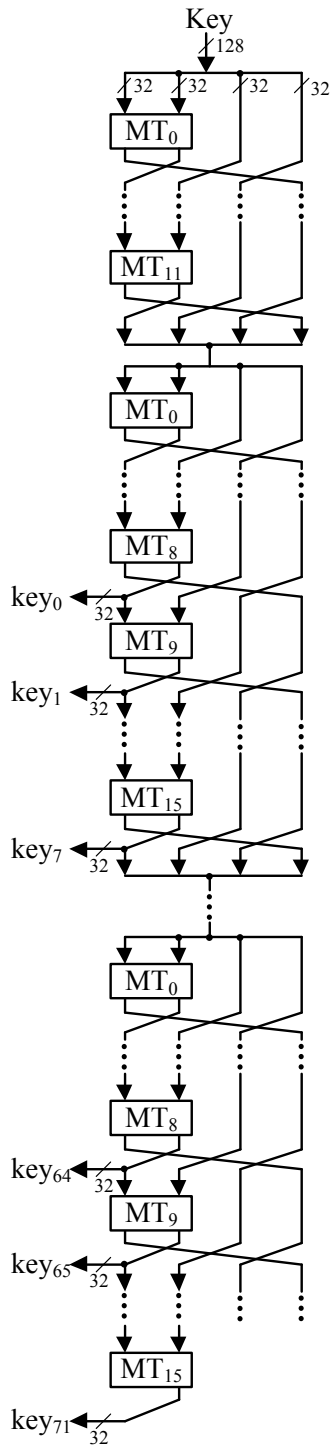 Key
128
32 32 32 32
MT₀
MT₁₁
MT₀
MT₈
key₀
32
MT₉
key₁
32
MT₁₅
key₇
32
MT₀
MT₈
key₆₄
32
MT₉
key₆₅
32
MT₁₅
key₇₁
32